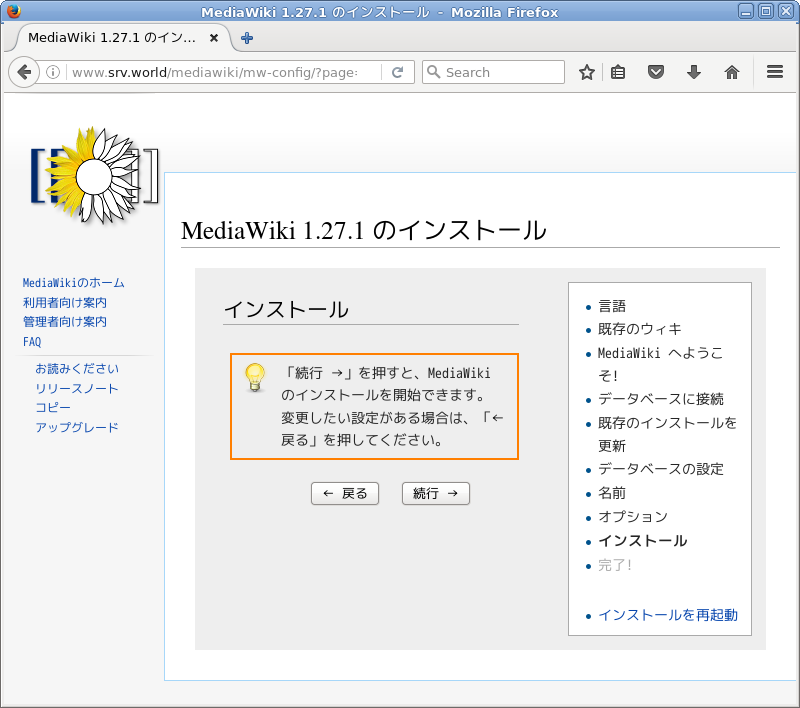 MediaWiki 1.27.1 のインストール - Mozilla Firefox
MediaWiki 1.27.1 のイン…
www.srv.world/mediawiki/mw-config/?page=
Search
MediaWiki 1.27.1 のインストール
MediaWikiのホーム
利用者向け案内
管理者向け案内
FAQ
お読みください
リリースノート
コピー
アップグレード
インストール
「続行 →」を押すと、MediaWiki
のインストールを開始できます。
変更したい設定がある場合は、「←
戻る」を押してください。
← 戻る
続行 →
言語
既存のウィキ
MediaWiki へようこ
そ!
データベースに接続
既存のインストールを
更新
データベースの設定
名前
オプション
インストール
完了!
インストールを再起動